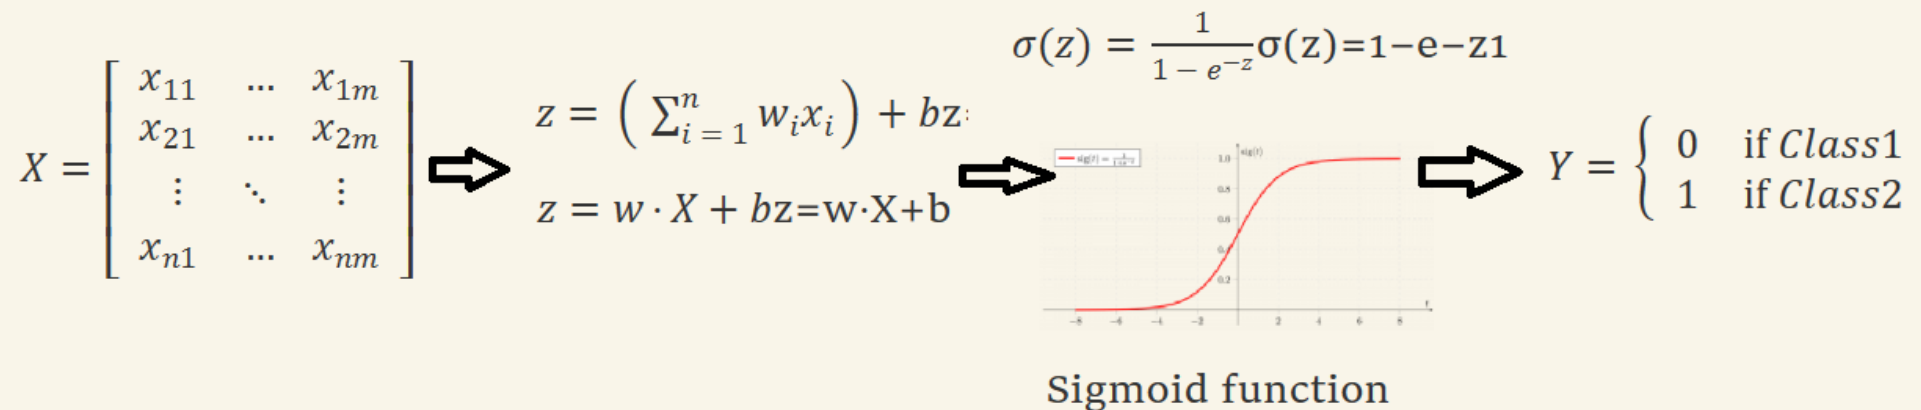 X = [ x11 ... x1m
x21 ... x2m
⋮ ⋱ ⋮
xn1 ... xnm ]
z = ( ∑ni = 1 wixi ) + bz=
z = w · X + bz=w·X+b
σ(z) = 1/(1 − e−z)σ(z)=1−e−z1
sig(t)
1.0
0.8
0.6
0.4
0.2
−8 −6 −4 −2 2 4 6 8
t
Sigmoid function
Y = { 0 if Class1
1 if Class2